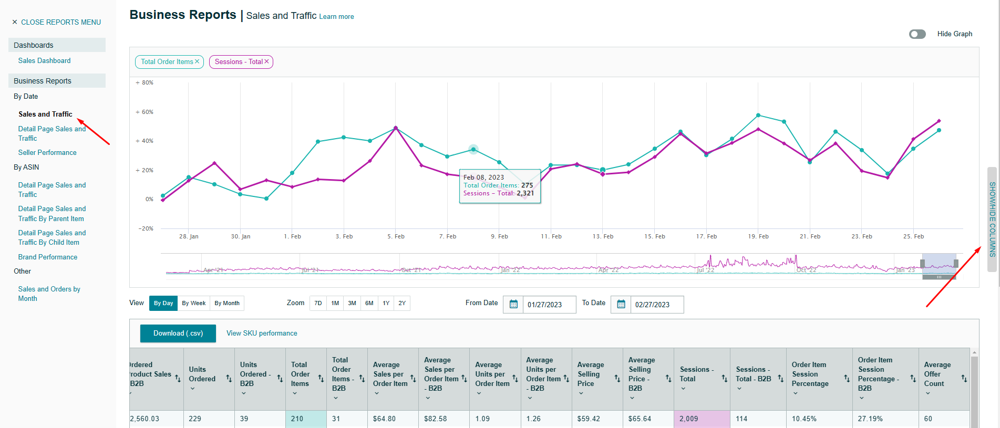 × CLOSE REPORTS MENU
Dashboards
Sales Dashboard
Business Reports
By Date
Sales and Traffic
Detail Page Sales and
Traffic
Seller Performance
By ASIN
Detail Page Sales and
Traffic
Detail Page Sales and
Traffic By Parent Item
Detail Page Sales and
Traffic By Child Item
Brand Performance
Other
Sales and Orders by
Month
Business Reports | Sales and Traffic Learn more
Hide Graph
Total Order Items ×
Sessions - Total ×
+ 80%
+ 60%
+ 40%
+ 20%
0%
-20%
Feb 08, 2023
Total Order Items: 275
Sessions - Total: 2,321
28. Jan 30. Jan 1. Feb 3. Feb 5. Feb 7. Feb 9. Feb 11. Feb 13. Feb 15. Feb 17. Feb 19. Feb 21. Feb 23. Feb 25. Feb
Apr '21 Jul '21 Oct '21 Jan '22 Apr '22 Jul '22 Oct '22 Jan '23
SHOW/HIDE COLUMNS
View By Day By Week By Month Zoom 7D 1M 3M 6M 1Y 2Y From Date 01/27/2023 To Date 02/27/2023
Download (.csv) View SKU performance
Ordered
Product Sales
B2B
Units
Ordered
Units
Ordered -
B2B
Total
Order
Items
Total
Order
Items -
B2B
Average
Sales per
Order Item
Average
Sales per
Order Item
- B2B
Average
Units per
Order Item
Average
Units per
Order Item
- B2B
Average
Selling
Price
Average
Selling
Price -
B2B
Sessions -
Total
Sessions -
Total - B2B
Order Item
Session
Percentage
Order Item
Session
Percentage -
B2B
Average
Offer
Count
2,560.03 229 39 210 31 $64.80 $82.58 1.09 1.26 $59.42 $65.64 2,009 114 10.45% 27.19% 60